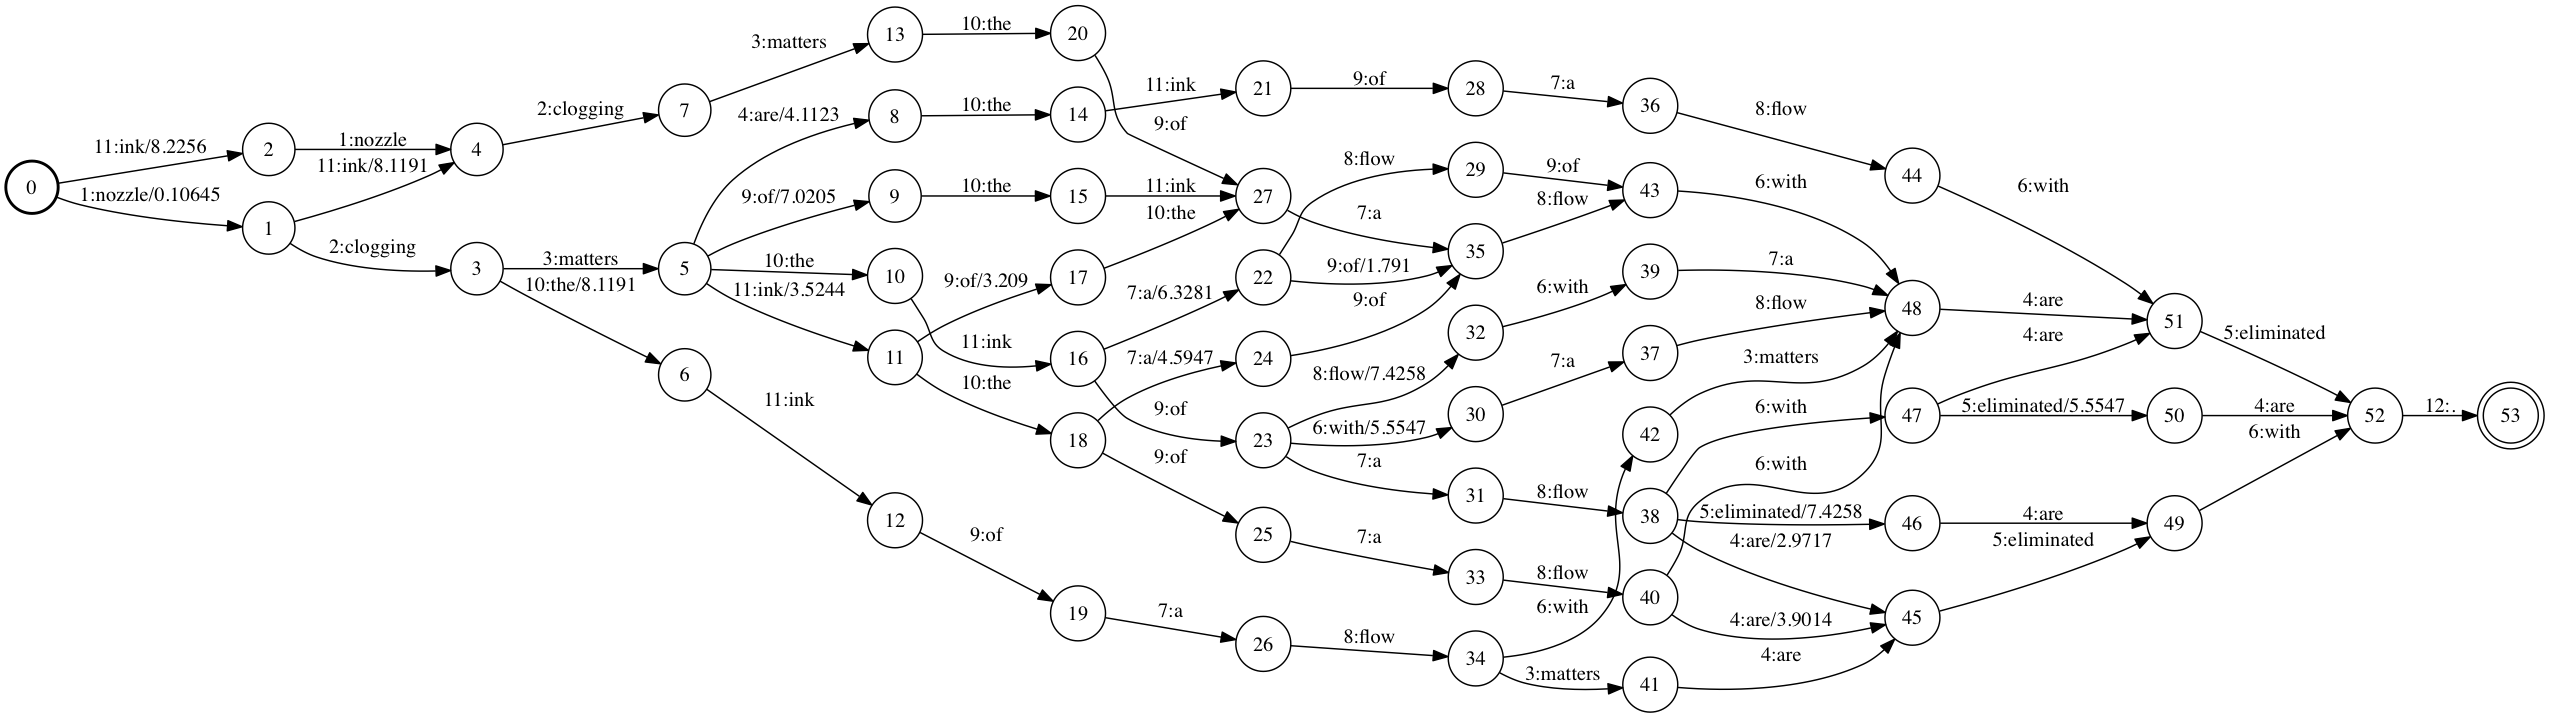 13
10:the
20
3:matters
11:ink
21
9:of
28
7:a
36
8:flow
2:clogging
7
4:are/4.1123
8
10:the
14
9:of
11:ink/8.2256
2
1:nozzle
4
11:ink/8.1191
8:flow
29
9:of
43
6:with
44
6:with
0
1:nozzle/0.10645
1
9:of/7.0205
9
10:the
15
11:ink
27
10:the
7:a
8:flow
35
2:clogging
3
3:matters
5
10:the
10
9:of/3.209
17
22
9:of/1.791
6:with
39
7:a
10:the/8.1191
11:ink/3.5244
7:a/6.3281
9:of
8:flow
48
4:are
51
11
11:ink
16
7:a/4.5947
24
32
4:are
5:eliminated
6
10:the
8:flow/7.4258
7:a
37
3:matters
11:ink
9:of
6:with/5.5547
30
42
6:with
47
5:eliminated/5.5547
50
4:are
52
12:.
53
18
9:of
23
7:a
6:with
6:with
31
8:flow
38
5:eliminated/7.4258
46
4:are
49
12
9:of
25
7:a
4:are/2.9717
5:eliminated
33
8:flow
40
19
7:a
26
8:flow
6:with
4:are/3.9014
45
34
3:matters
41
4:are